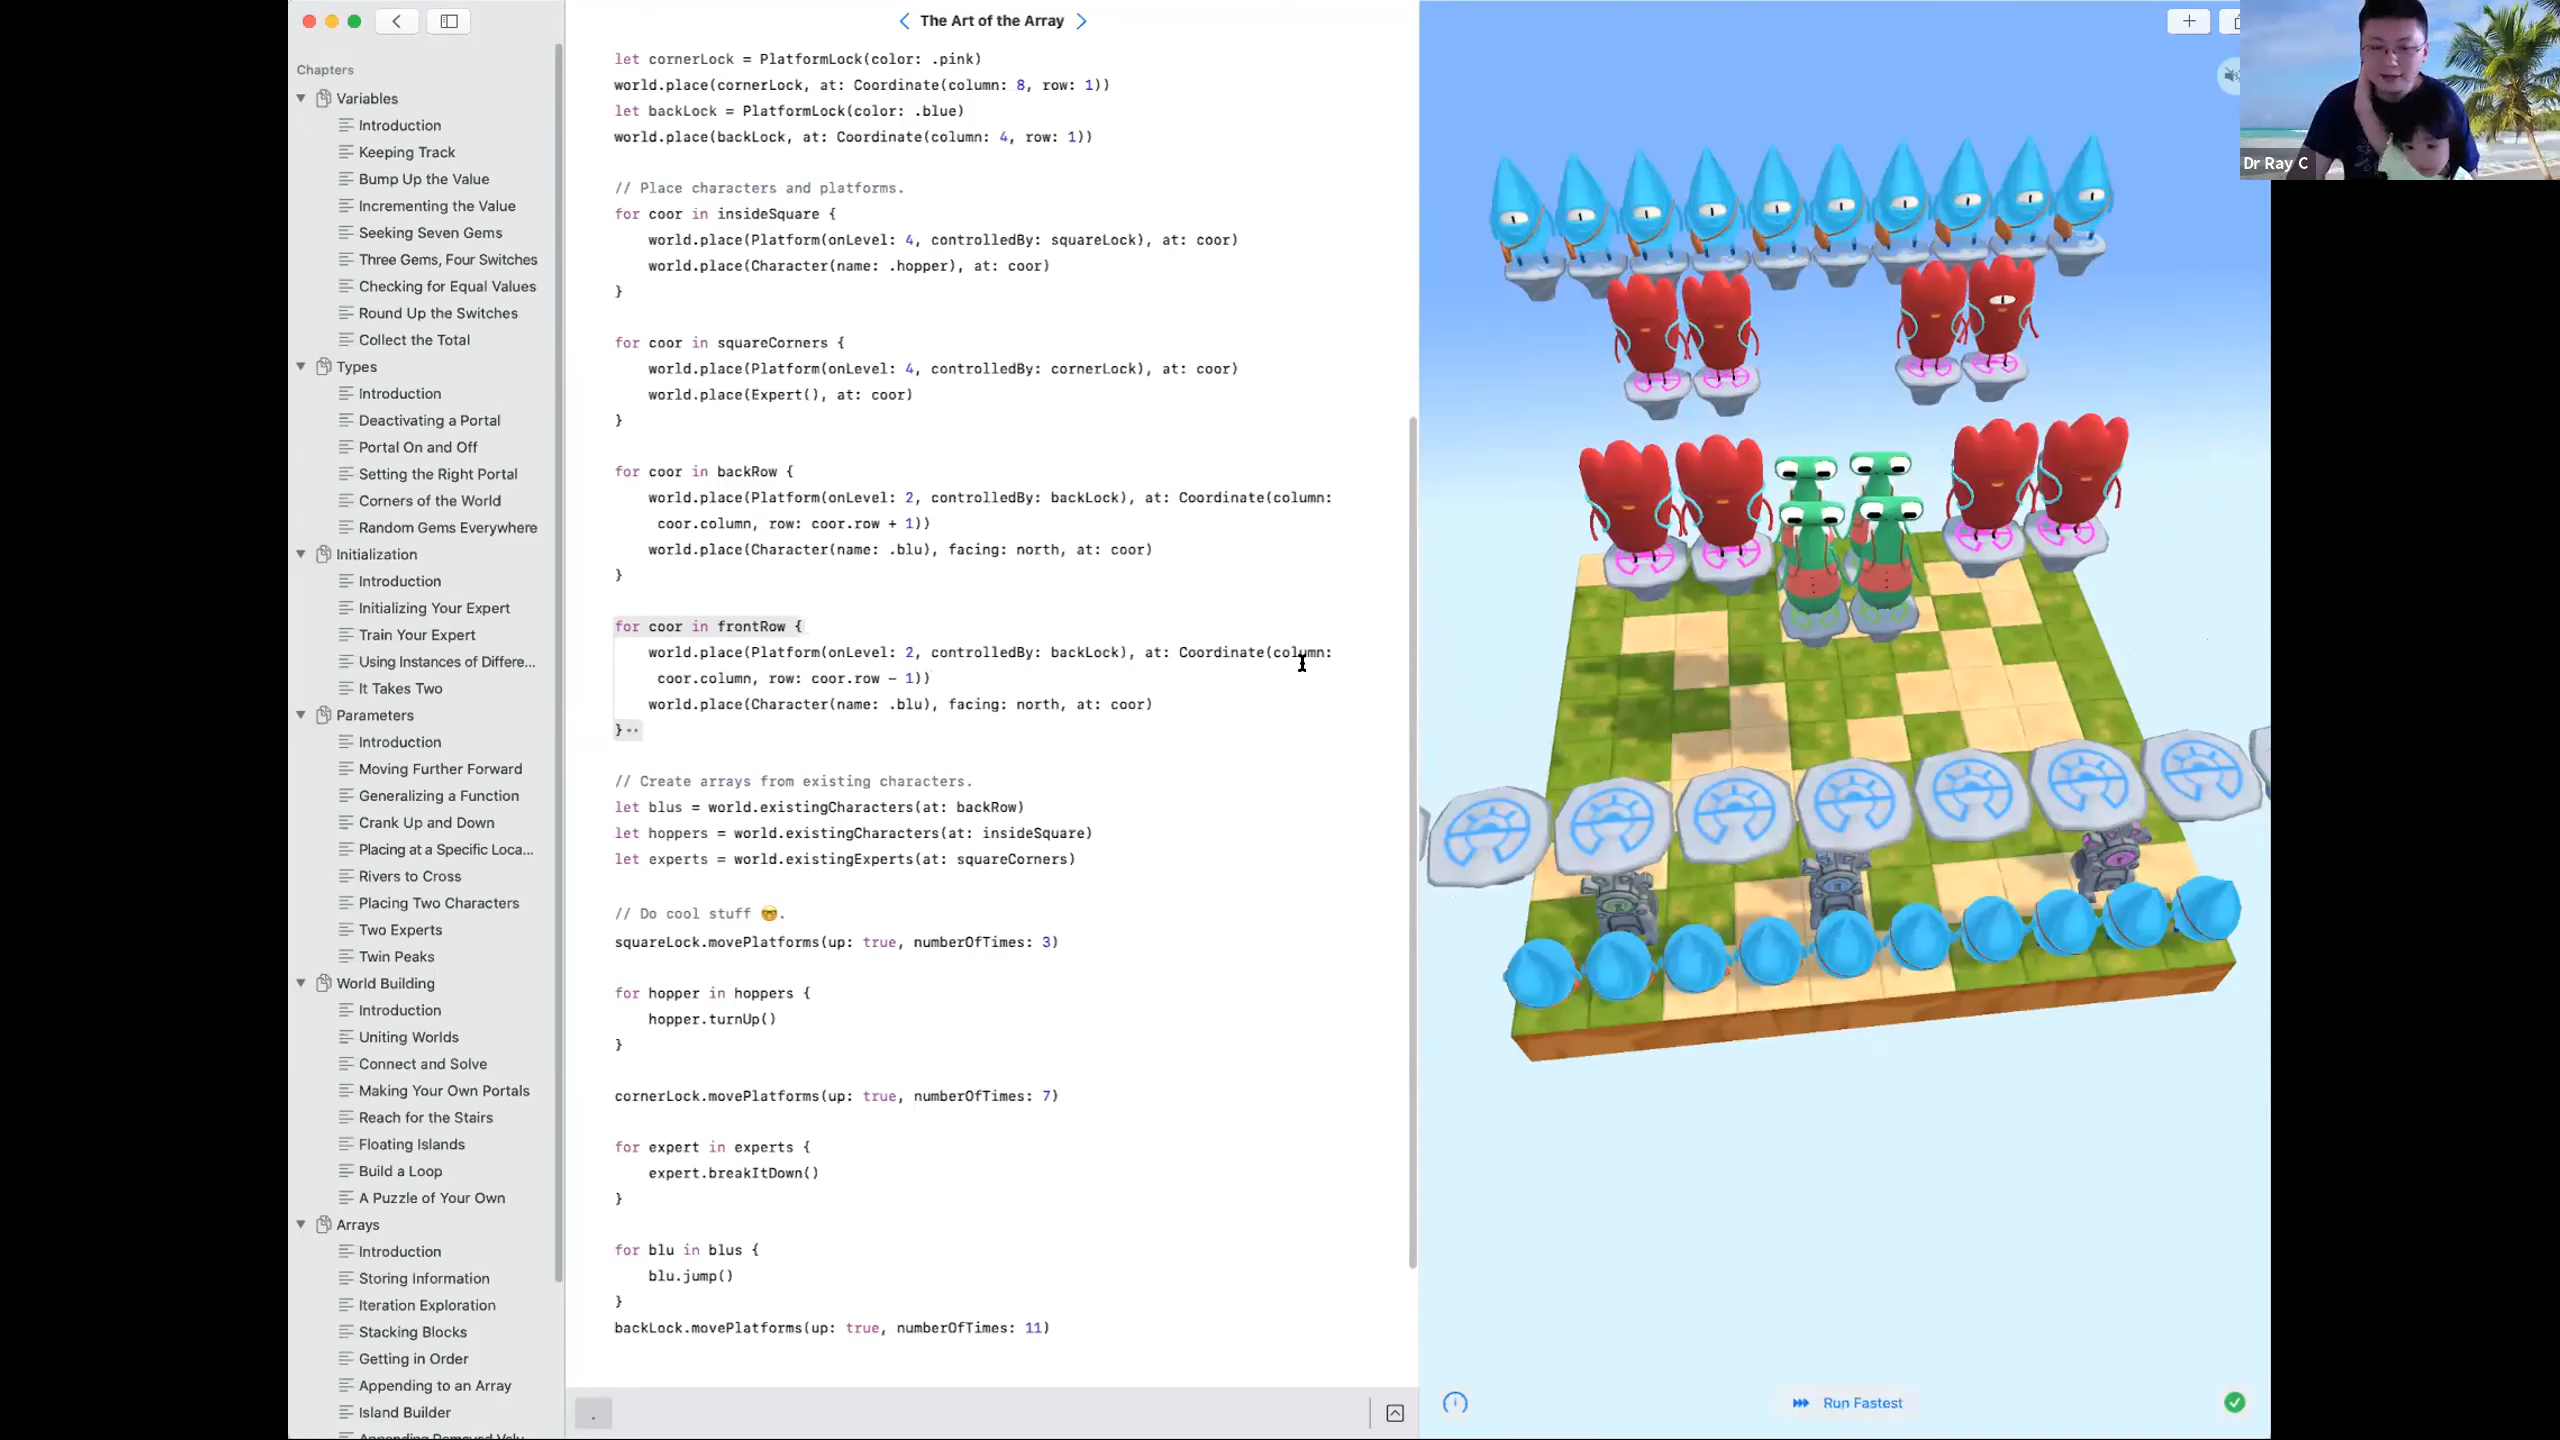 Chapters
Variables
Introduction
Keeping Track
Bump Up the Value
Incrementing the Value
Seeking Seven Gems
Three Gems, Four Switches
Checking for Equal Values
Round Up the Switches
Collect the Total
Types
Introduction
Deactivating a Portal
Portal On and Off
Setting the Right Portal
Corners of the World
Random Gems Everywhere
Initialization
Introduction
Initializing Your Expert
Train Your Expert
Using Instances of Differe...
It Takes Two
Parameters
Introduction
Moving Further Forward
Generalizing a Function
Crank Up and Down
Placing at a Specific Loca...
Rivers to Cross
Placing Two Characters
Two Experts
Twin Peaks
World Building
Introduction
Uniting Worlds
Connect and Solve
Making Your Own Portals
Reach for the Stairs
Floating Islands
Build a Loop
A Puzzle of Your Own
Arrays
Introduction
Storing Information
Iteration Exploration
Stacking Blocks
Getting in Order
Appending to an Array
Island Builder
The Art of the Array
let cornerLock = PlatformLock(color: .pink)
world.place(cornerLock, at: Coordinate(column: 8, row: 1))
let backLock = PlatformLock(color: .blue)
world.place(backLock, at: Coordinate(column: 4, row: 1))
// Place characters and platforms.
for coor in insideSquare {
world.place(Platform(onLevel: 4, controlledBy: squareLock), at: coor)
world.place(Character(name: .hopper), at: coor)
}
for coor in squareCorners {
world.place(Platform(onLevel: 4, controlledBy: cornerLock), at: coor)
world.place(Expert(), at: coor)
}
for coor in backRow {
world.place(Platform(onLevel: 2, controlledBy: backLock), at: Coordinate(column:
coor.column, row: coor.row + 1))
world.place(Character(name: .blu), facing: north, at: coor)
}
for coor in frontRow {
world.place(Platform(onLevel: 2, controlledBy: backLock), at: Coordinate(column:
coor.column, row: coor.row - 1))
world.place(Character(name: .blu), facing: north, at: coor)
}
// Create arrays from existing characters.
let blus = world.existingCharacters(at: backRow)
let hoppers = world.existingCharacters(at: insideSquare)
let experts = world.existingExperts(at: squareCorners)
// Do cool stuff 🤓.
squareLock.movePlatforms(up: true, numberOfTimes: 3)
for hopper in hoppers {
hopper.turnUp()
}
cornerLock.movePlatforms(up: true, numberOfTimes: 7)
for expert in experts {
expert.breakItDown()
}
for blu in blus {
blu.jump()
}
backLock.movePlatforms(up: true, numberOfTimes: 11)
.
Run Fastest
Dr Ray C